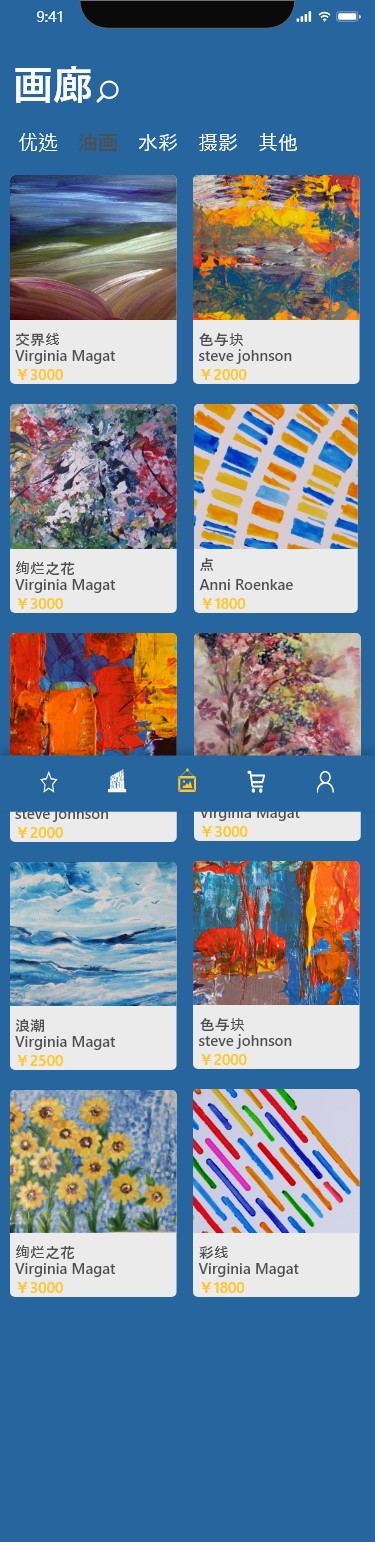 9:41
画廊
优选 油画 水彩 摄影 其他
交界线
Virginia Magat
￥3000
色与块
steve johnson
￥2000
绚烂之花
Virginia Magat
￥3000
点
Anni Roenkae
￥1800
steve johnson
￥2000
Virginia Magat
￥3000
浪潮
Virginia Magat
￥2500
色与块
steve johnson
￥2000
绚烂之花
Virginia Magat
￥3000
彩线
Virginia Magat
￥1800